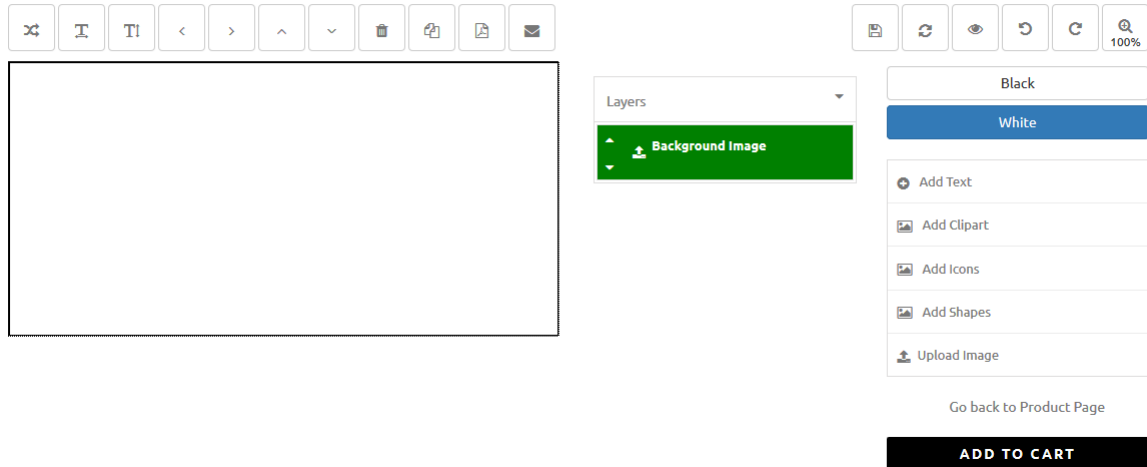 T
TI
100%
Layers
Background Image
Black
White
Add Text
Add Clipart
Add Icons
Add Shapes
Upload Image
Go back to Product Page
ADD TO CART